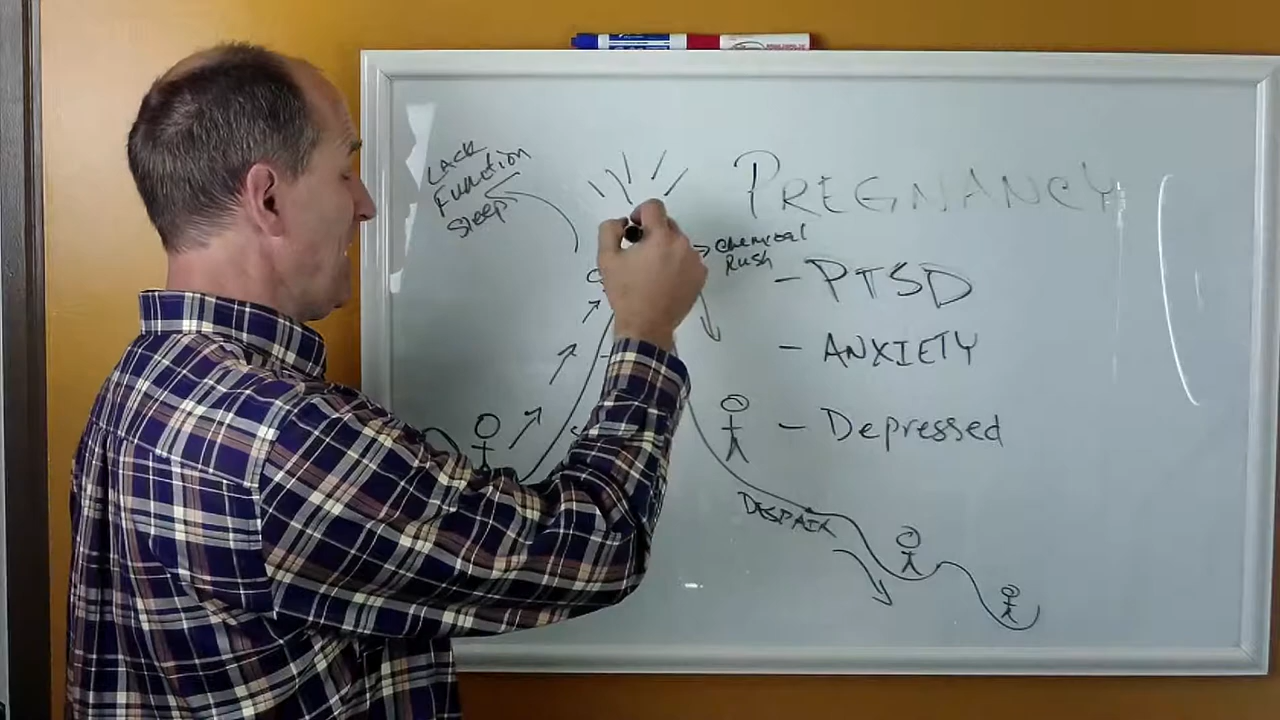 PREGNANCY
Lack
Function
Sleep
Chemical
Rush
- PTSD
- ANXIETY
- Depressed
DESPAIR